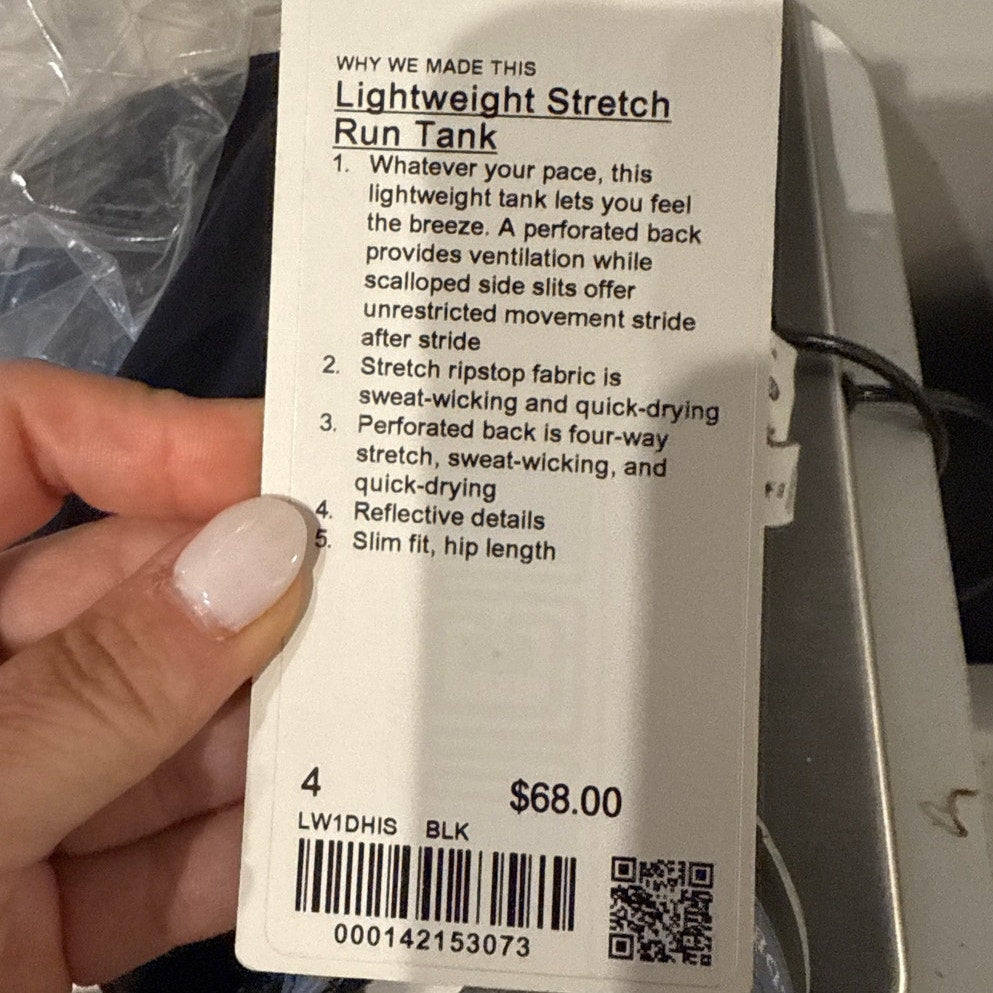 WHY WE MADE THIS
Lightweight Stretch
Run Tank
1. Whatever your pace, this
lightweight tank lets you feel
the breeze. A perforated back
provides ventilation while
scalloped side slits offer
unrestricted movement stride
after stride
2. Stretch ripstop fabric is
sweat-wicking and quick-drying
3. Perforated back is four-way
stretch, sweat-wicking, and
quick-drying
4. Reflective details
5. Slim fit, hip length
4 $68.00
LW1DHIS BLK
000142153073